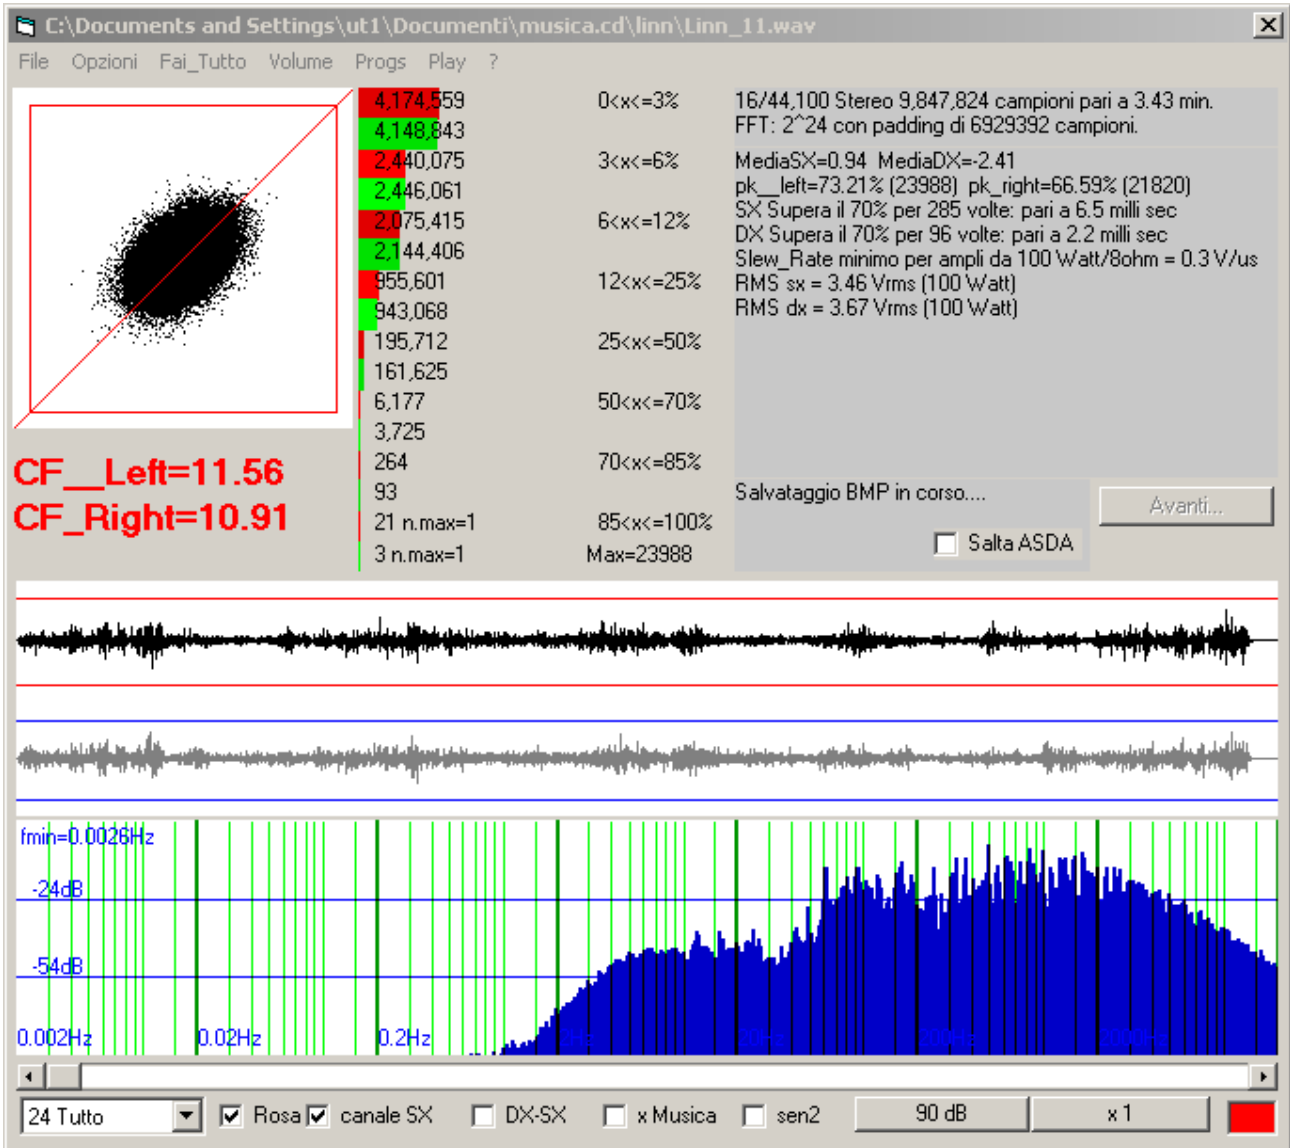 C:\Documents and Settings\ut1\Documenti\musica.cd\linn\Linn_11.wav
File Opzioni Fai_Tutto Volume Progs Play ?
4,174,559 0<x<=3%
4,148,843
2,440,075 3<x<=6%
2,446,061
2,075,415 6<x<=12%
2,144,406
955,601 12<x<=25%
943,068
195,712 25<x<=50%
161,625
6,177 50<x<=70%
3,725
264 70<x<=85%
93
21 n.max=1 85<x<=100%
3 n.max=1 Max=23988
16/44,100 Stereo 9,847,824 campioni pari a 3.43 min.
FFT: 2^24 con padding di 6929392 campioni.
MediaSX=0.94 MediaDX=-2.41
pk__left=73.21% (23988) pk_right=66.59% (21820)
SX Supera il 70% per 285 volte: pari a 6.5 milli sec
DX Supera il 70% per 96 volte: pari a 2.2 milli sec
Slew_Rate minimo per ampli da 100 Watt/8ohm = 0.3 V/us
RMS sx = 3.46 Vrms (100 Watt)
RMS dx = 3.67 Vrms (100 Watt)
CF__Left=11.56
CF_Right=10.91
Salvataggio BMP in corso....
Avanti...
Salta ASDA
fmin=0.0026Hz
-24dB
-54dB
0.002Hz 0.02Hz 0.2Hz 2Hz 20Hz 200Hz 2000Hz
24 Tutto Rosa canale SX DX-SX x Musica sen2 90 dB x 1